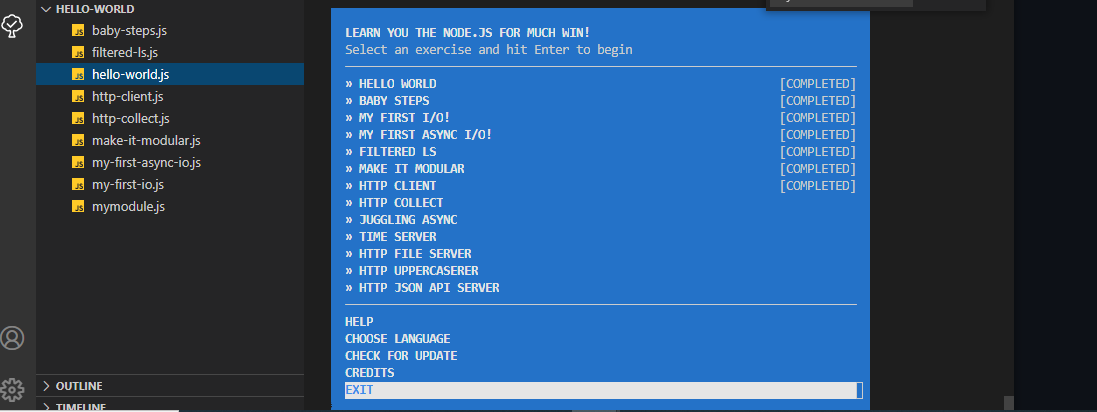 HELLO-WORLD
JS baby-steps.js
JS filtered-ls.js
JS hello-world.js
JS http-client.js
JS http-collect.js
JS make-it-modular.js
JS my-first-async-io.js
JS my-first-io.js
JS mymodule.js
OUTLINE
TIMELINE
LEARN YOU THE NODE.JS FOR MUCH WIN!
Select an exercise and hit Enter to begin
» HELLO WORLD [COMPLETED]
» BABY STEPS [COMPLETED]
» MY FIRST I/O! [COMPLETED]
» MY FIRST ASYNC I/O! [COMPLETED]
» FILTERED LS [COMPLETED]
» MAKE IT MODULAR [COMPLETED]
» HTTP CLIENT [COMPLETED]
» HTTP COLLECT
» JUGGLING ASYNC
» TIME SERVER
» HTTP FILE SERVER
» HTTP UPPERCASERER
» HTTP JSON API SERVER
HELP
CHOOSE LANGUAGE
CHECK FOR UPDATE
CREDITS
EXIT